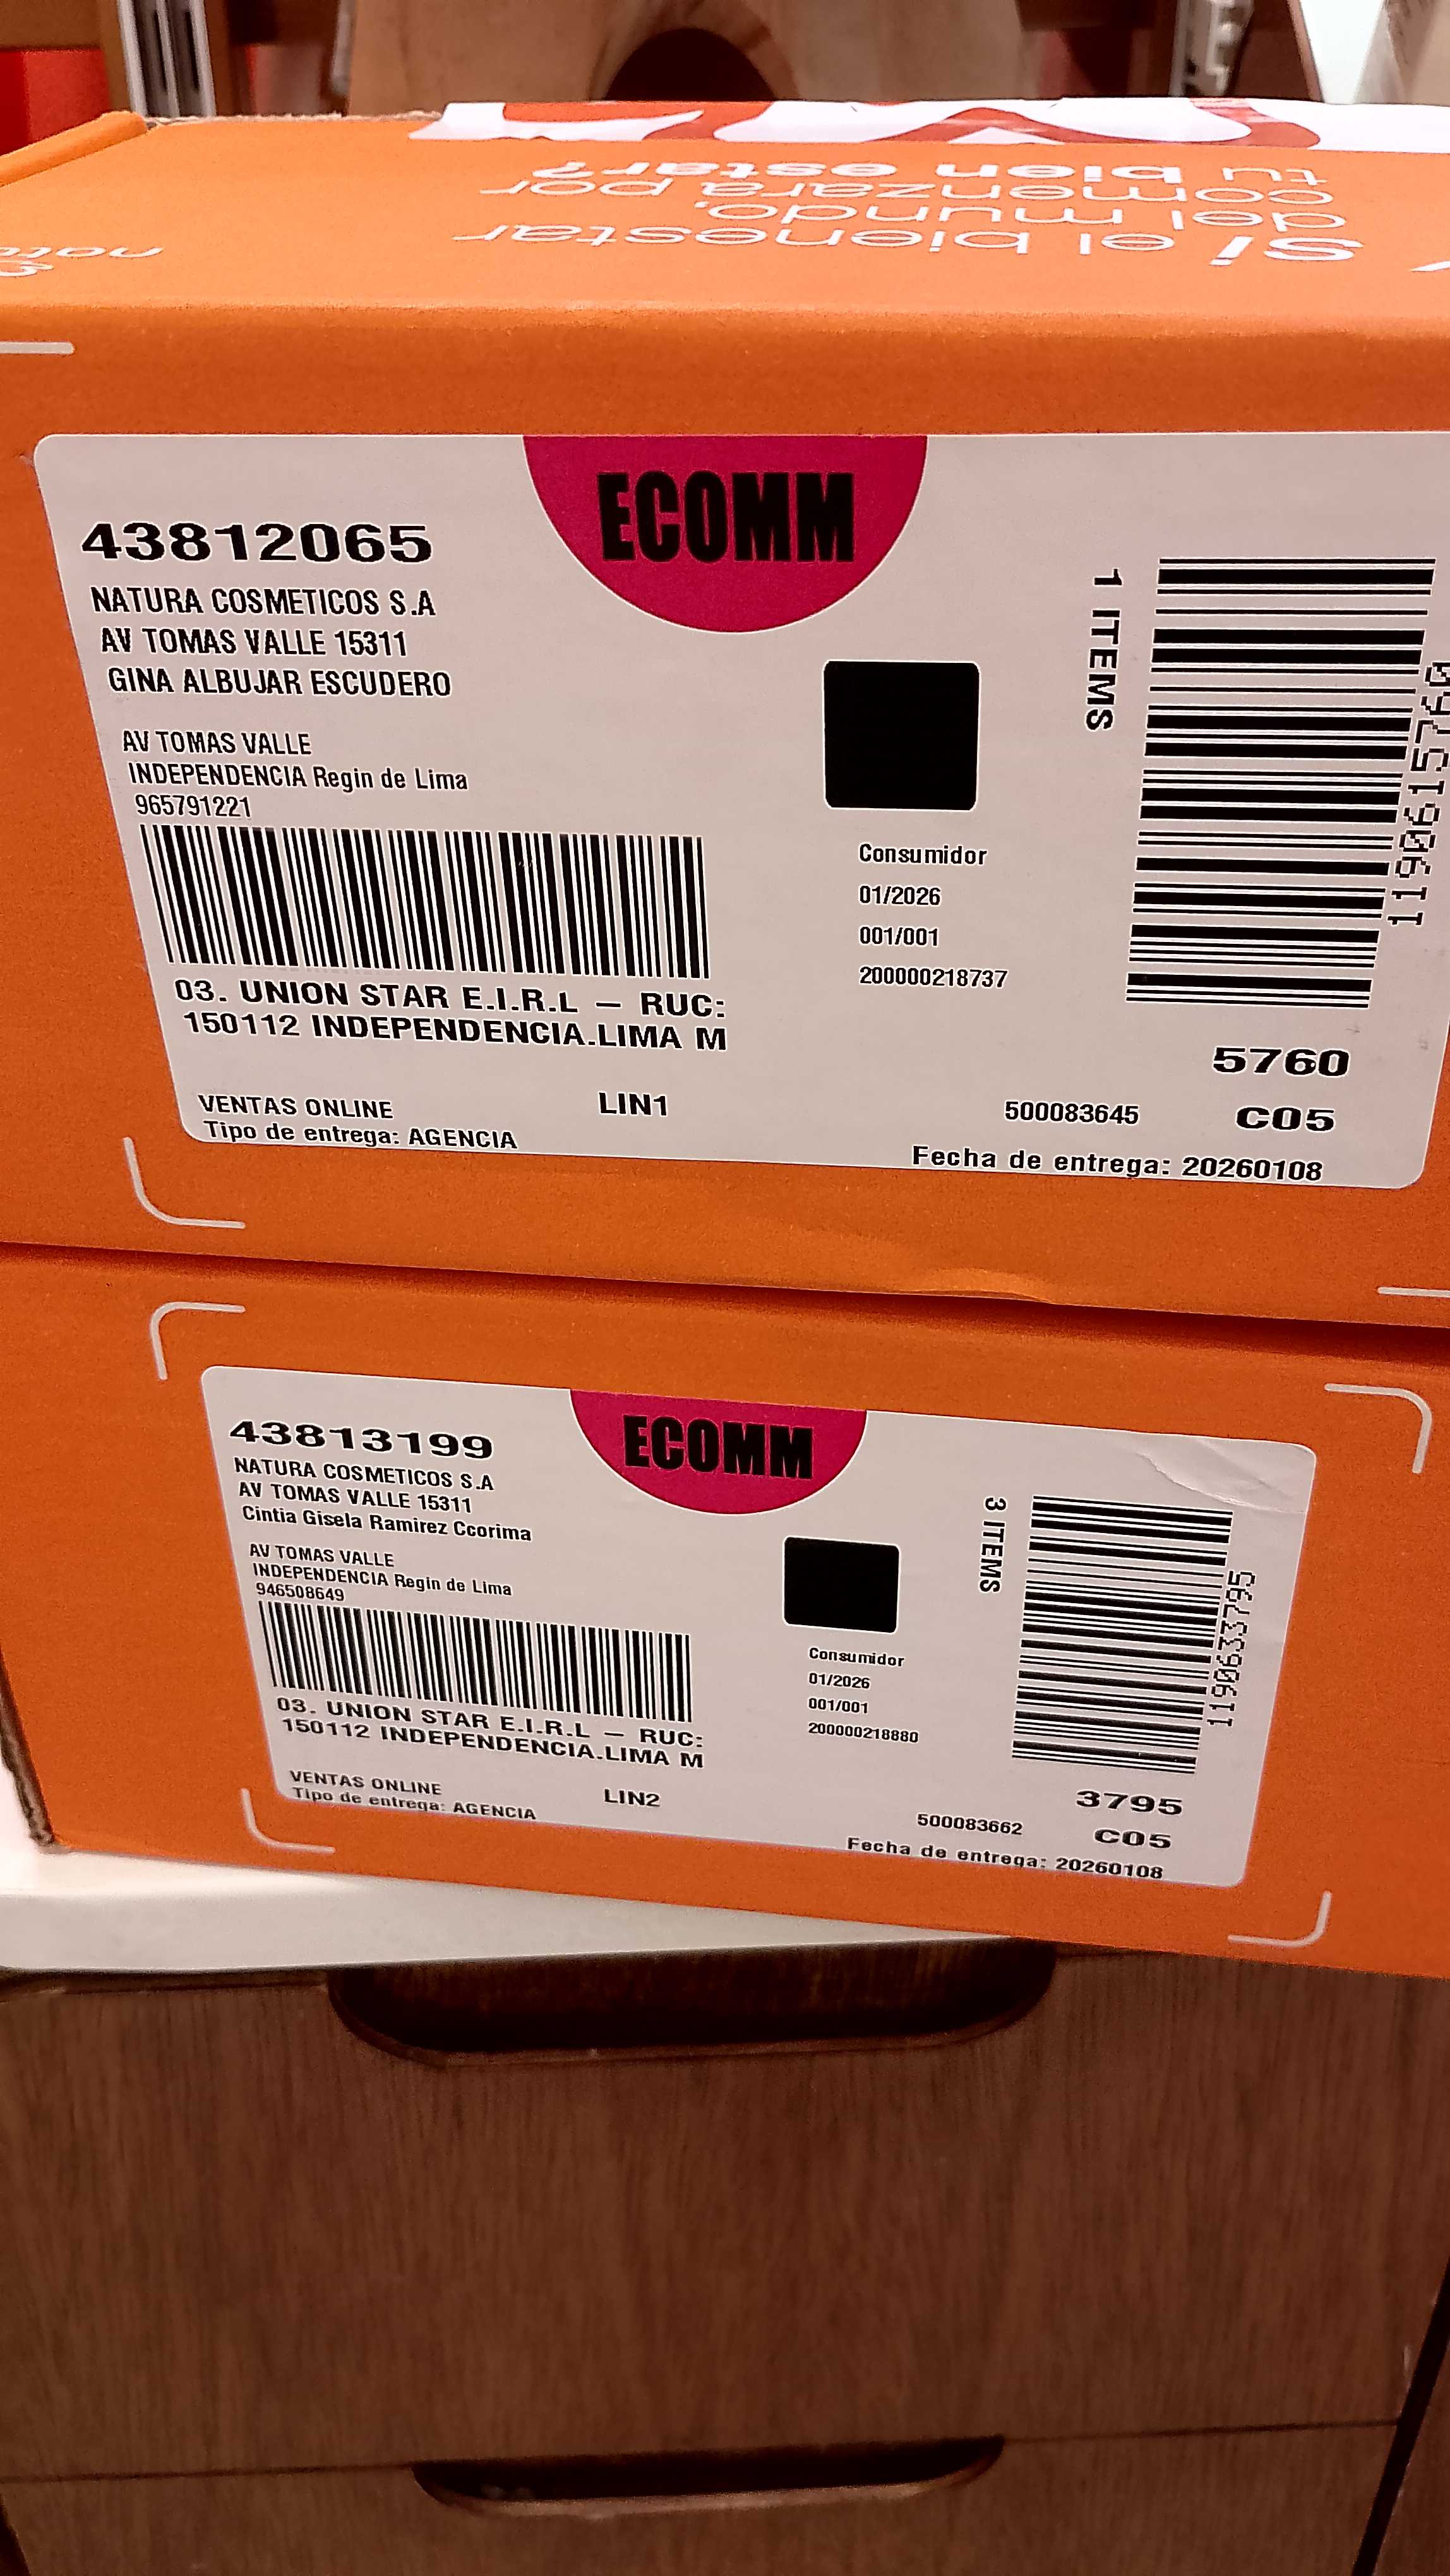 ¿Y si el bienestar
del mundo,
comenzara por
tu bien estar?
ECOMM
43812065
NATURA COSMETICOS S.A
AV TOMAS VALLE 15311
GINA ALBUJAR ESCUDERO
AV TOMAS VALLE
INDEPENDENCIA Regin de Lima
965791221
03. UNION STAR E.I.R.L – RUC:
150112 INDEPENDENCIA.LIMA M
VENTAS ONLINE
LIN1
Tipo de entrega: AGENCIA
Consumidor
01/2026
001/001
200000218737
1 ITEMS
1190615760
5760
500083645
C05
Fecha de entrega: 20260108
ECOMM
43813199
NATURA COSMETICOS S.A
AV TOMAS VALLE 15311
Cintia Gisela Ramirez Ccorima
AV TOMAS VALLE
INDEPENDENCIA Regin de Lima
946508649
03. UNION STAR E.I.R.L – RUC:
150112 INDEPENDENCIA.LIMA M
VENTAS ONLINE
LIN2
Tipo de entrega: AGENCIA
Consumidor
01/2026
001/001
200000218880
3 ITEMS
1190633795
3795
500083662
C05
Fecha de entrega: 20260108